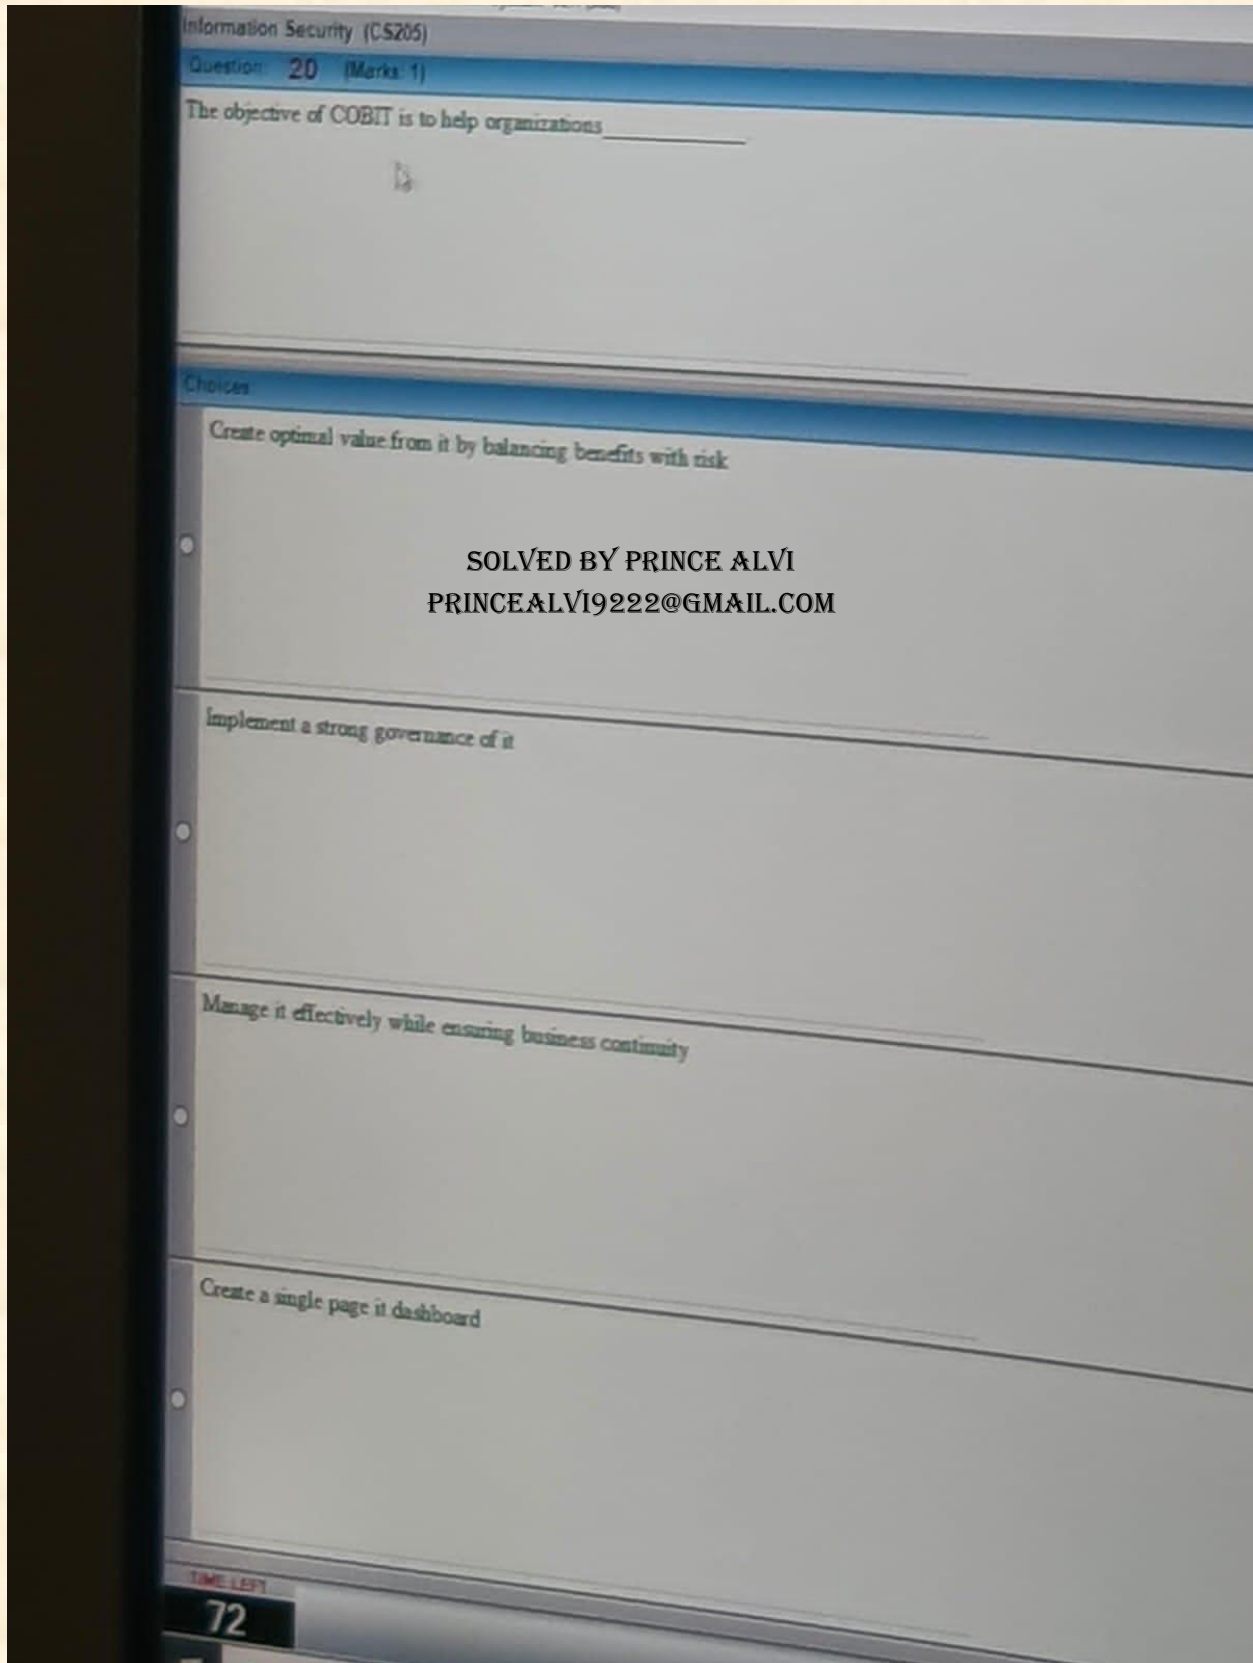 Information Security (CS205)
Question: 20 (Marks: 1)
The objective of COBIT is to help organizations____________
Choices
Create optimal value from it by balancing benefits with risk
SOLVED BY PRINCE ALVI
PRINCEALVI9222@GMAIL.COM
Implement a strong governance of it
Manage it effectively while ensuring business continuity
Create a single page it dashboard
TIME LEFT
72